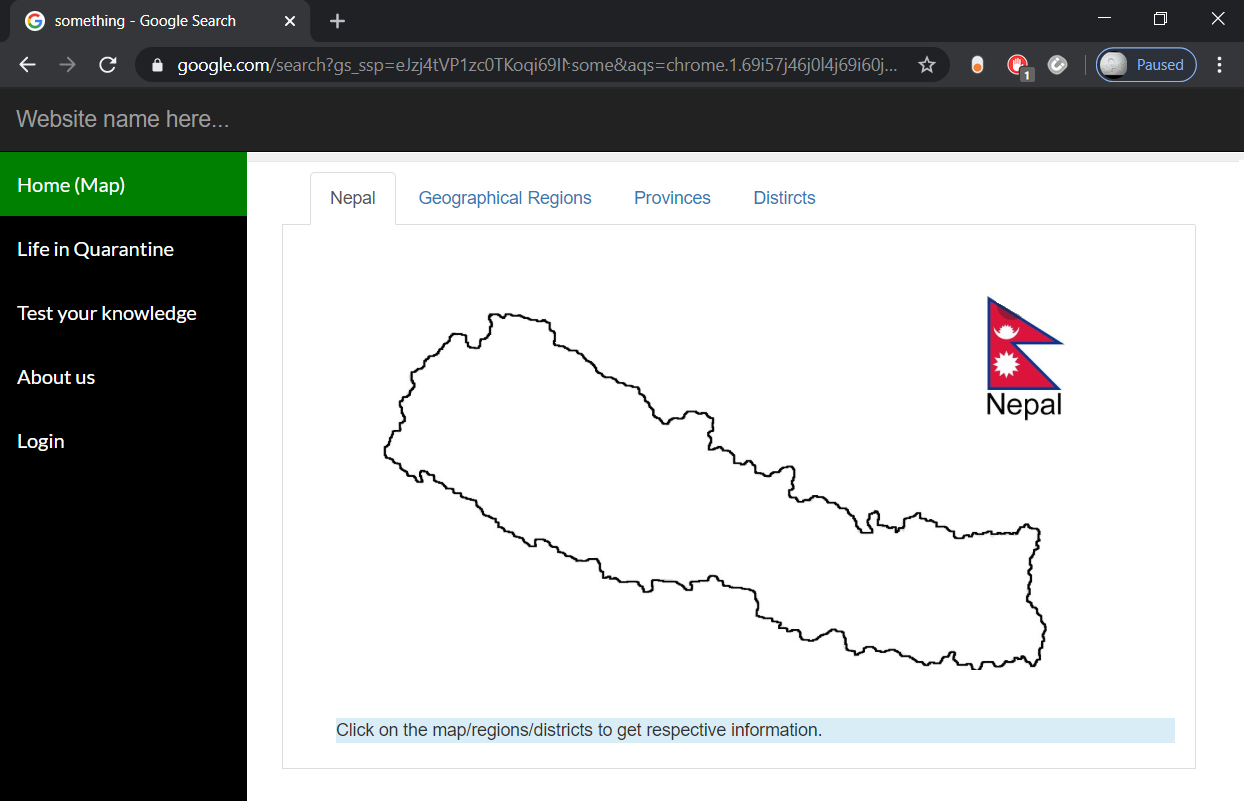 something - Google Search
google.com/search?gs_ssp=eJzj4tVP1zc0TKoqi69
some&aqs=chrome.1.69i57j46j0l4j69i60j...
1
Paused
Website name here...
Home (Map)
Life in Quarantine
Test your knowledge
About us
Login
Nepal
Geographical Regions
Provinces
Distircts
Nepal
Click on the map/regions/districts to get respective information.